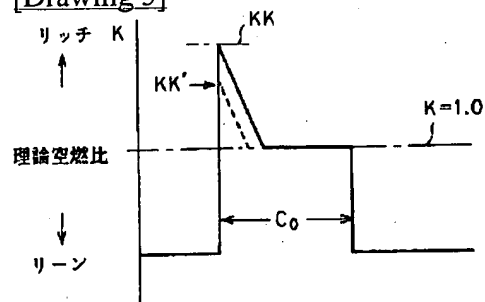 [Drawing 5]
リッチ K
KK
KK'
K=1.0
理論空燃比
C₀
リーン